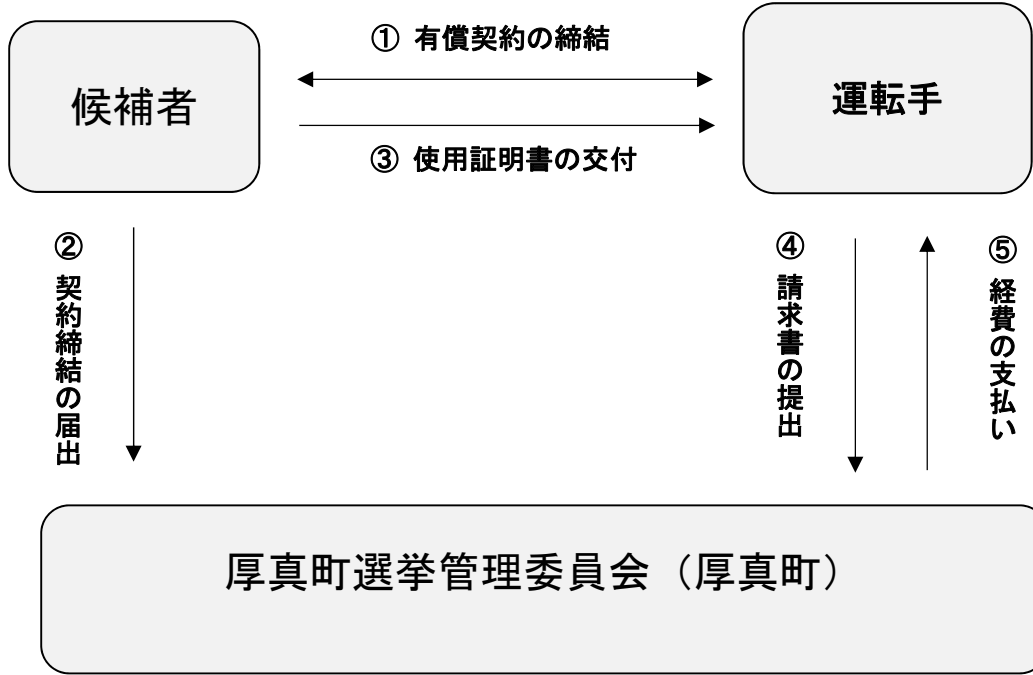 ① 有償契約の締結
候補者
運転手
③ 使用証明書の交付
② 契約締結の届出
④ 請求書の提出
⑤ 経費の支払い
厚真町選挙管理委員会（厚真町）